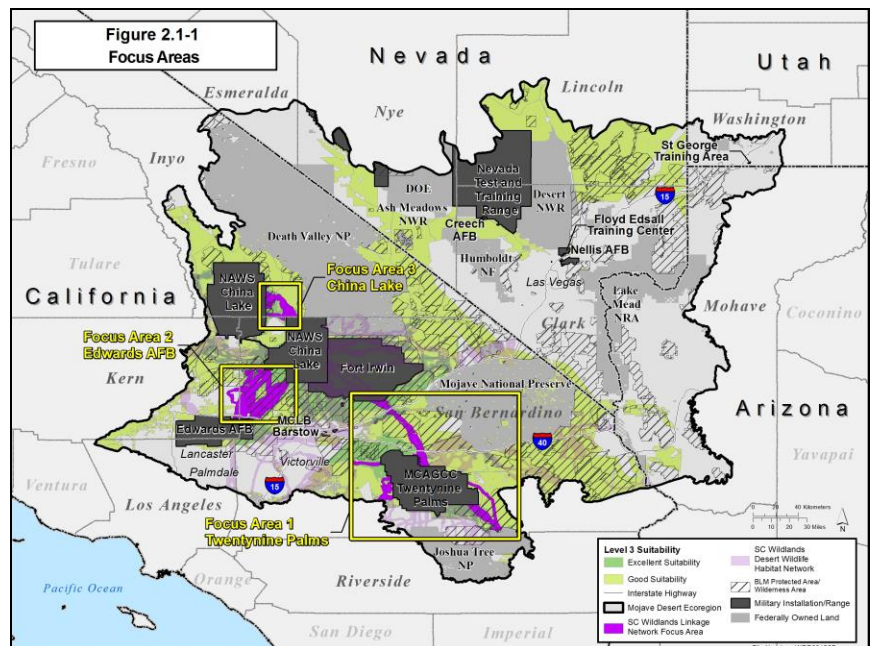 Figure 2.1-1
Focus Areas
Nevada
Utah
Esmeralda
Lincoln
Nye
Washington
St George
Training Area
Fresno
Inyo
Nevada
Test and
Training
Range
DOE
Desert
NWR
15
Ash Meadows
NWR
Floyd Edsall
Training Center
Creech
AFB
Death Valley NP
Nellis AFB
Humboldt
NF
Tulare
Focus Area 3
China Lake
Las Vegas
California
NAWS
China
Lake
Lake
Mead
NRA
Mohave
Coconino
Clark
Focus Area 2
Edwards AFB
NAWS
China
Lake
Fort Irwin
Kern
Mojave National Preserve
San Bernardino
Arizona
MCLB
Barstow
Edwards AFB
40
Lancaster
Yavapai
Palmdale
Victorville
MCAGCC
Twentynine
Palms
Ventura
15
Los Angeles
Focus Area 1
Twentynine Palms
Joshua Tree
NP
Orange
Riverside
Pacific Ocean
San Diego
Imperial
0 10 20 40 Kilometers
0 5 10 20 30 Miles
N
Level 3 Suitability
Excellent Suitability
Good Suitability
Interstate Highway
Mojave Desert Ecoregion
SC Wildlands Linkage
Network Focus Area
SC Wildlands
Desert Wildlife
Habitat Network
BLM Protected Area/
Wilderness Area
Military Installation/Range
Federally Owned Land